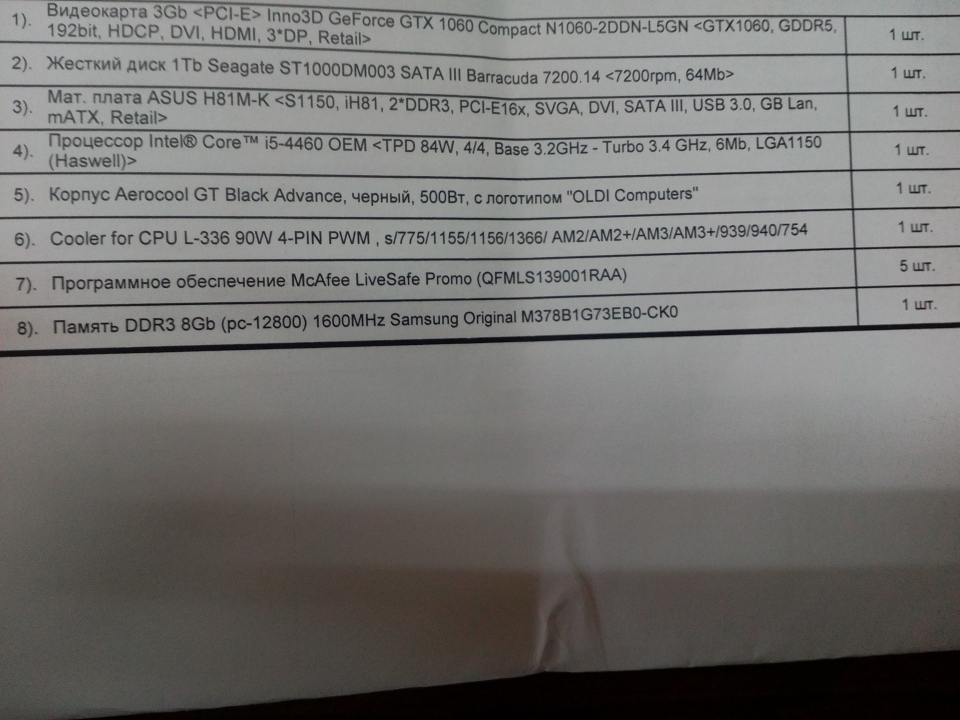 1). Видеокарта 3Gb <PCI-E> Inno3D GeForce GTX 1060 Compact N1060-2DDN-L5GN <GTX1060, GDDR5,
192bit, HDCP, DVI, HDMI, 3*DP, Retail> 1 шт.
2). Жесткий диск 1Tb Seagate ST1000DM003 SATA III Barracuda 7200.14 <7200rpm, 64Mb> 1 шт.
3). Мат. плата ASUS H81M-K <S1150, iH81, 2*DDR3, PCI-E16x, SVGA, DVI, SATA III, USB 3.0, GB Lan,
mATX, Retail> 1 шт.
4). Процессор Intel® Core™ i5-4460 OEM <TPD 84W, 4/4, Base 3.2GHz - Turbo 3.4 GHz, 6Mb, LGA1150
(Haswell)> 1 шт.
5). Корпус Aerocool GT Black Advance, черный, 500Вт, с логотипом "OLDI Computers" 1 шт.
6). Cooler for CPU L-336 90W 4-PIN PWM , s/775/1155/1156/1366/ AM2/AM2+/AM3/AM3+/939/940/754 1 шт.
7). Программное обеспечение McAfee LiveSafe Promo (QFMLS139001RAA) 5 шт.
8). Память DDR3 8Gb (pc-12800) 1600MHz Samsung Original M378B1G73EB0-CK0 1 шт.